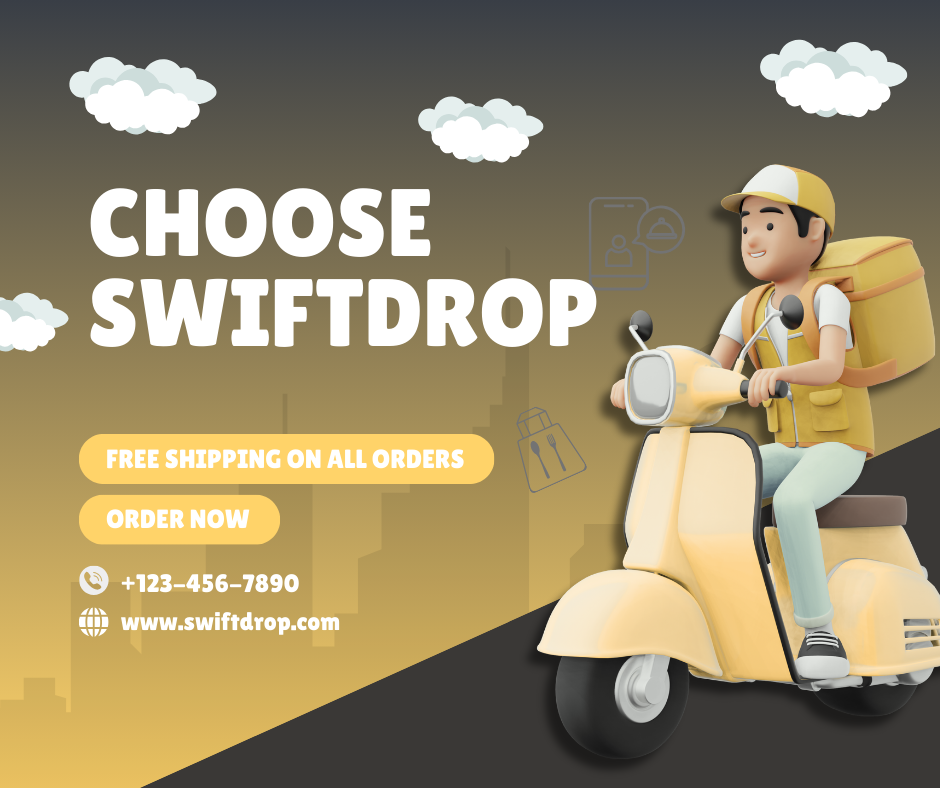 CHOOSE
SWIFTDROP
FREE SHIPPING ON ALL ORDERS
ORDER NOW
+123-456-7890
www.swiftdrop.com